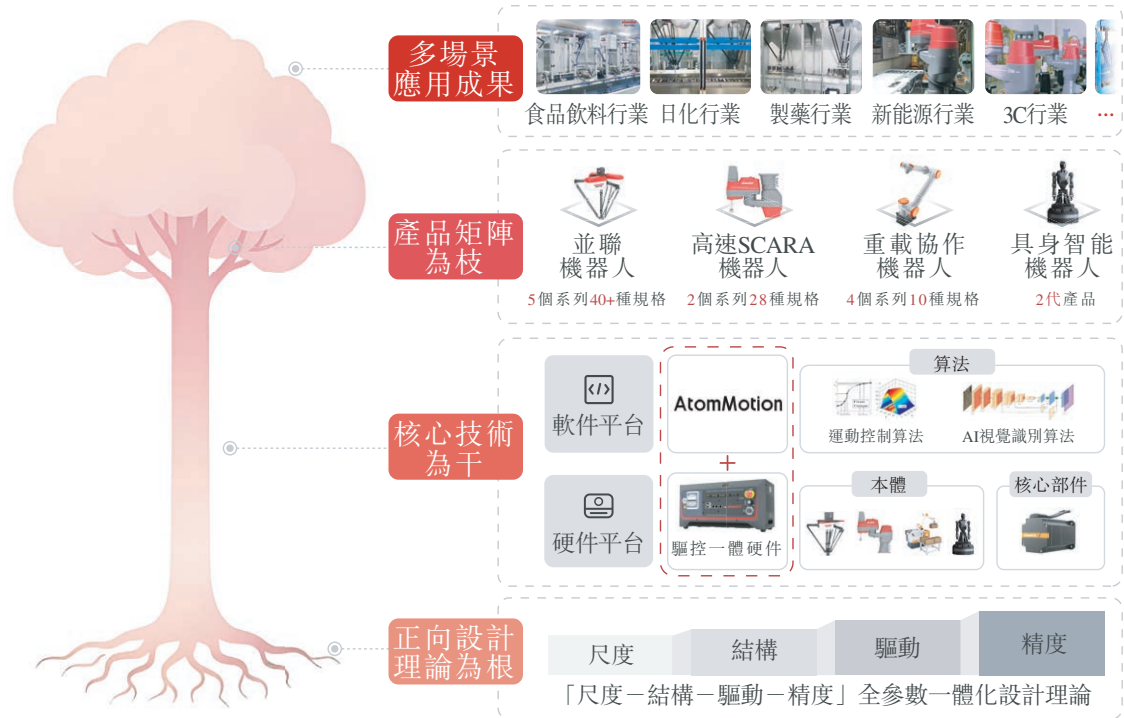 多場景
應用成果
食品飲料行業
日化行業
製藥行業
新能源行業
3C行業
…
產品矩陣
為枝
並聯
機器人
5個系列40+種規格
高速SCARA
機器人
2個系列28種規格
重載協作
機器人
4個系列10種規格
具身智能
機器人
2代產品
核心技術
為干
軟件平台
AtomMotion
算法
運動控制算法
AI視覺識別算法
+
硬件平台
驅控一體硬件
本體
核心部件
正向設計
理論為根
尺度
結構
驅動
精度
「尺度－結構－驅動－精度」全參數一體化設計理論